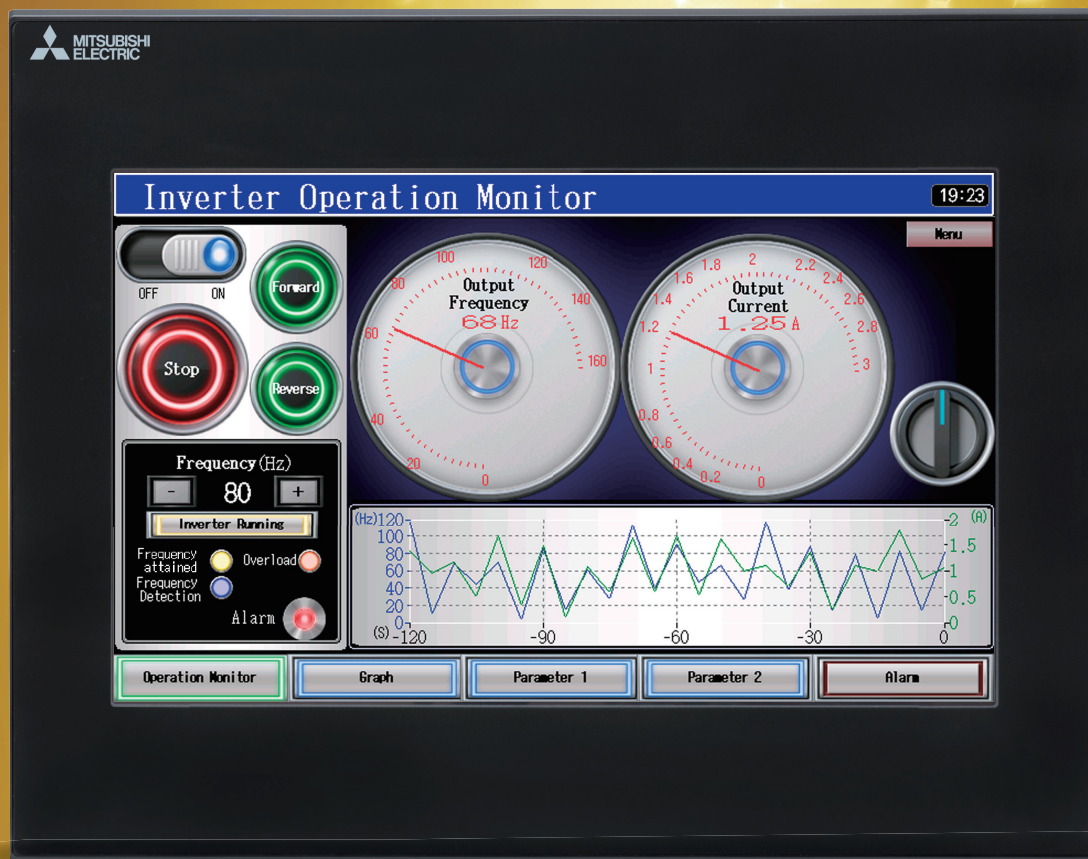 MITSUBISHI
ELECTRIC
Inverter Operation Monitor
19:23
Menu
OFF ON
Forward
Stop
Reverse
Frequency(Hz)
- 80 +
Inverter Running
Frequency
attained
Overload
Frequency
Detection
Alarm
Output
Frequency
68Hz
0
20
40
60
80
100
120
140
160
Output
Current
1.25A
0
0.2
0.4
0.6
0.8
1
1.2
1.4
1.6
1.8
2
2.2
2.4
2.6
2.8
3
(Hz)
120
100
80
60
40
20
0
(A)
2
1.5
1
0.5
0
(S) -120 -90 -60 -30 0
Operation Monitor
Graph
Parameter 1
Parameter 2
Alarm